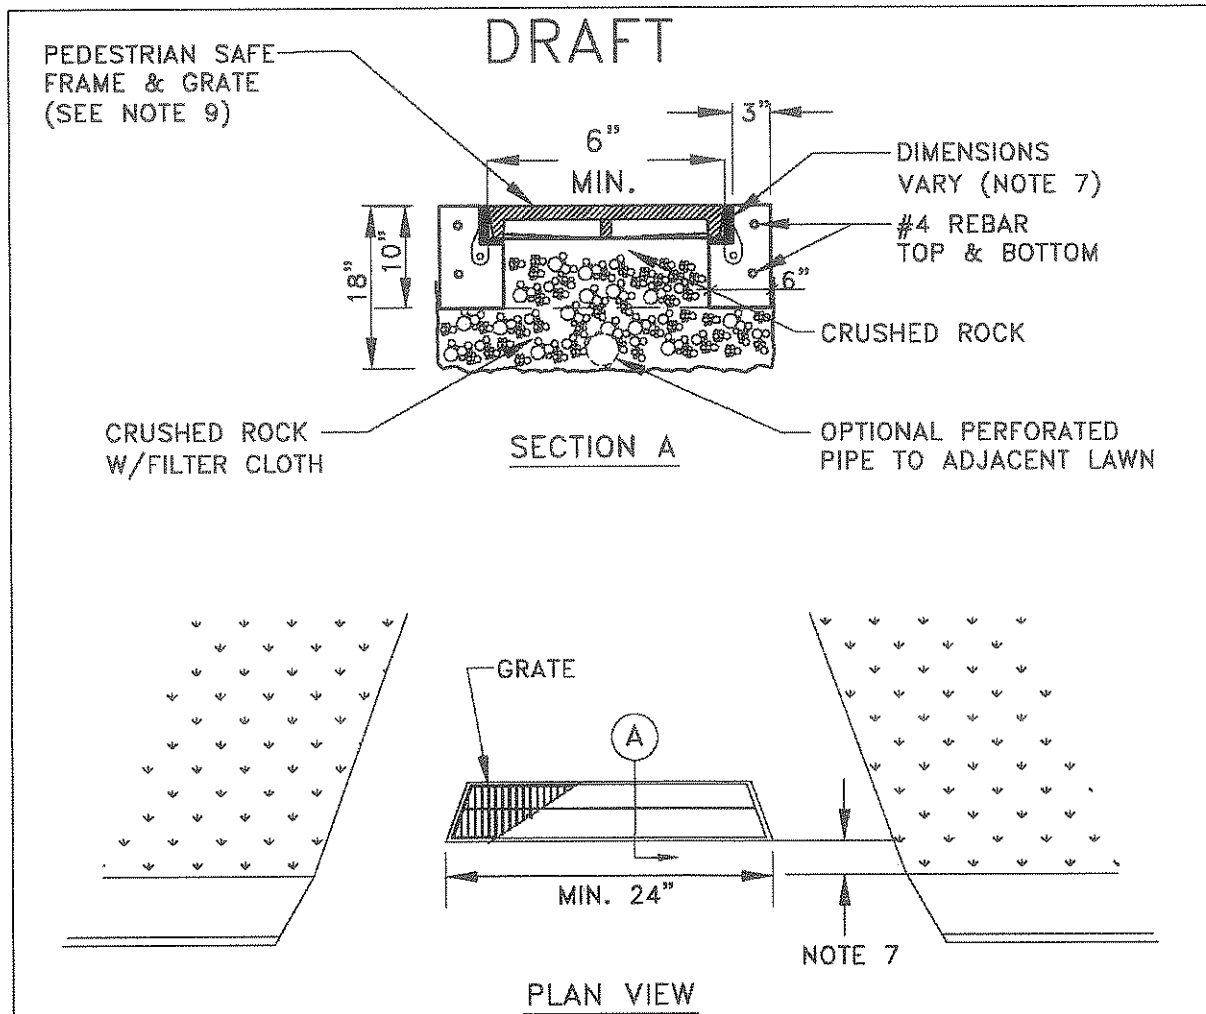 DRAFT
PEDESTRIAN SAFE
FRAME & GRATE
(SEE NOTE 9)
3"
6"
MIN.
DIMENSIONS
VARY (NOTE 7)
#4 REBAR
TOP & BOTTOM
18"
10"
6"
CRUSHED ROCK
CRUSHED ROCK
W/FILTER CLOTH
SECTION A
OPTIONAL PERFORATED
PIPE TO ADJACENT LAWN
GRATE
A
MIN. 24"
NOTE 7
PLAN VIEW